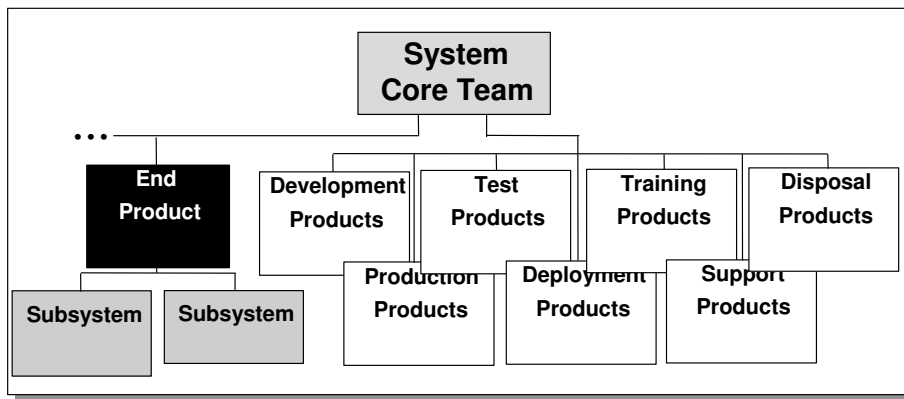 System
Core Team
...
End
Product
Development
Products
Test
Products
Training
Products
Disposal
Products
Subsystem
Subsystem
Production
Products
Deployment
Products
Support
Products